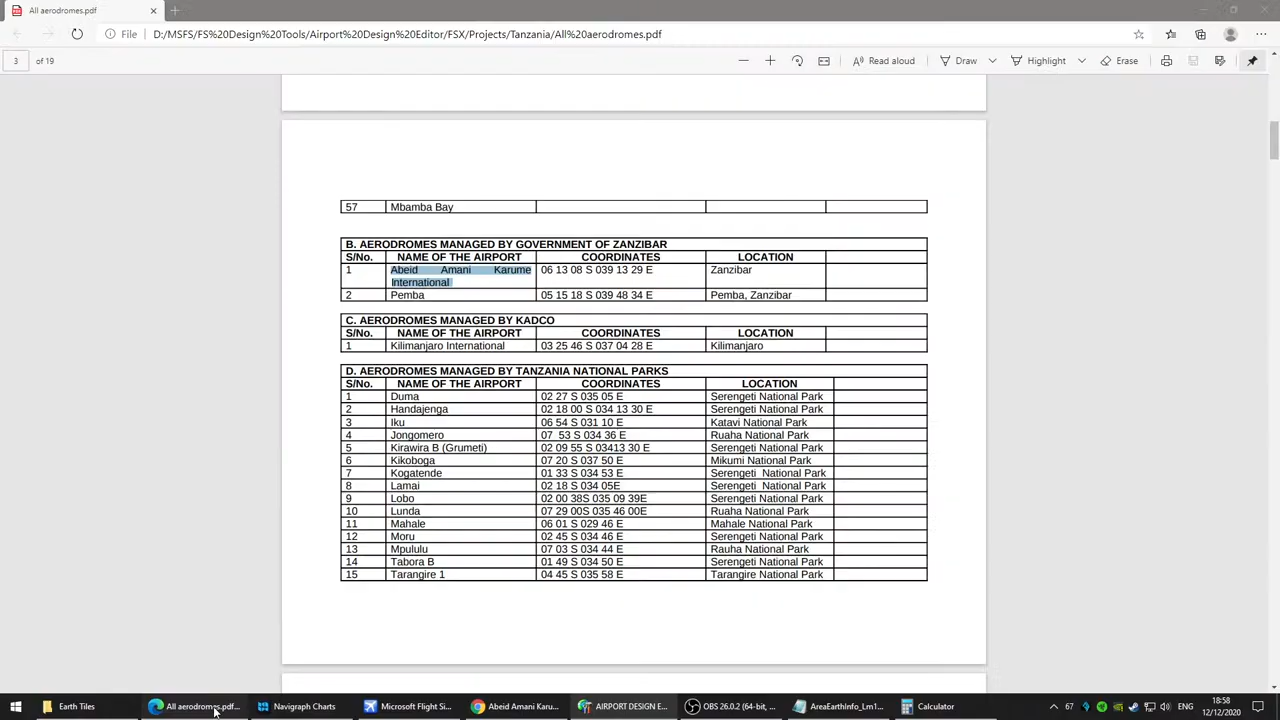 All aerodromes.pdf
File D:/MSFS/FS%20Design%20Tools/Airport%20Design%20Editor/FSX/Projects/Tanzania/All%20aerodromes.pdf
3 of 19 Read aloud Draw Highlight Erase
57 Mbamba Bay
B. AERODROMES MANAGED BY GOVERNMENT OF ZANZIBAR
S/No. NAME OF THE AIRPORT COORDINATES LOCATION
1 Abeid Amani Karume 06 13 08 S 039 13 29 E Zanzibar
International
2 Pemba 05 15 18 S 039 48 34 E Pemba, Zanzibar
C. AERODROMES MANAGED BY KADCO
S/No. NAME OF THE AIRPORT COORDINATES LOCATION
1 Kilimanjaro International 03 25 46 S 037 04 28 E Kilimanjaro
D. AERODROMES MANAGED BY TANZANIA NATIONAL PARKS
S/No. NAME OF THE AIRPORT COORDINATES LOCATION
1 Duma 02 27 S 035 05 E Serengeti National Park
2 Handajenga 02 18 00 S 034 13 30 E Serengeti National Park
3 Iku 06 54 S 031 10 E Katavi National Park
4 Jongomero 07 53 S 034 36 E Ruaha National Park
5 Kirawira B (Grumeti) 02 09 55 S 03413 30 E Serengeti National Park
6 Kikoboga 07 20 S 037 50 E Mikumi National Park
7 Kogatende 01 33 S 034 53 E Serengeti National Park
8 Lamai 02 18 S 034 05E Serengeti National Park
9 Lobo 02 00 38S 035 09 39E Serengeti National Park
10 Lunda 07 29 00S 035 46 00E Ruaha National Park
11 Mahale 06 01 S 029 46 E Mahale National Park
12 Moru 02 45 S 034 46 E Serengeti National Park
13 Mpululu 07 03 S 034 44 E Rauha National Park
14 Tabora B 01 49 S 034 50 E Serengeti National Park
15 Tarangire 1 04 45 S 035 58 E Tarangire National Park
Earth Tiles All aerodromes.pdf... Navigraph Charts Microsoft Flight Si... Abeid Amani Karu... AIRPORT DESIGN E... OBS 26.0.2 (64-bit, ... AreaEarthInfo_Lm1... Calculator 67 ENG 18:58
12/12/2020